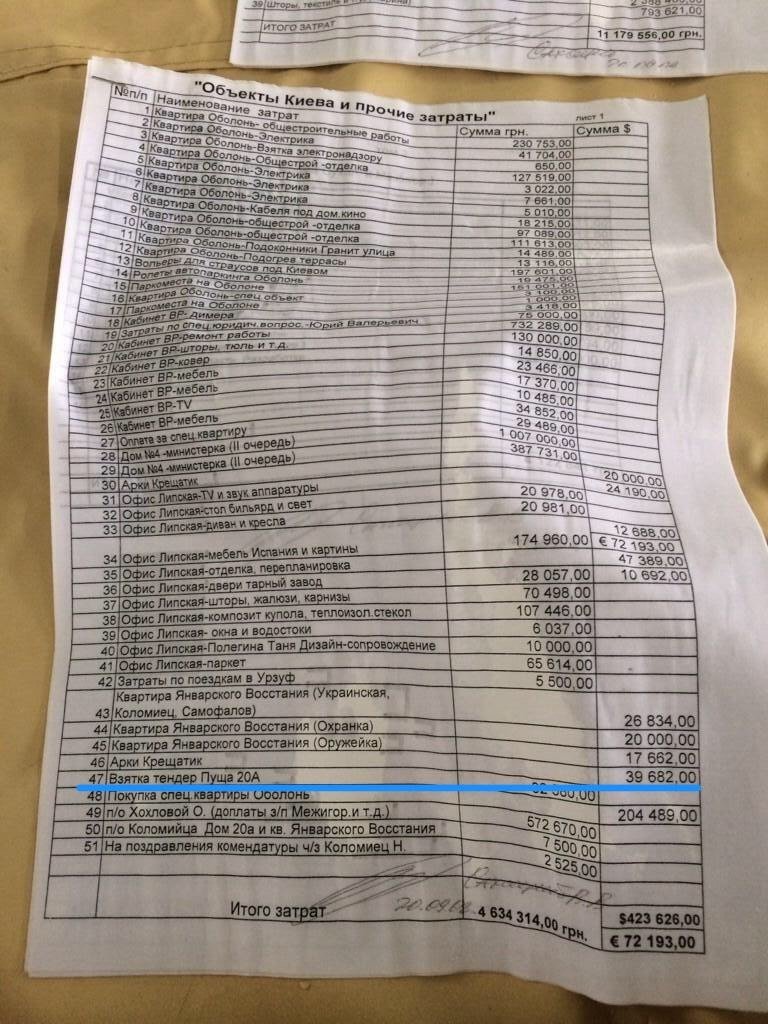 39 Шторы, текстиль
793 621,00
ИТОГО ЗАТРАТ 11 179 556,00 грн.
"Объекты Киева и прочие затраты" лист 1
№п/п Наименование затрат Сумма грн. Сумма $
1 Квартира Оболонь- общестроительные работы 230 753,00
2 Квартира Оболонь-Электрика 41 704,00
3 Квартира Оболонь-Взятка электронадзору 650,00
4 Квартира Оболонь-Общестрой -отделка 127 519,00
5 Квартира Оболонь-Электрика 3 022,00
6 Квартира Оболонь-Электрика 7 661,00
7 Квартира Оболонь-Электрика 5 010,00
8 Квартира Оболонь-Кабеля под дом.кино 18 215,00
9 Квартира Оболонь-общестрой -отделка 97 089,00
10 Квартира Оболонь-общестрой -отделка 111 613,00
11 Квартира Оболонь-Подоконники Гранит улица 14 489,00
12 Квартира Оболонь-Подогрев террасы 13 116,00
13 Вольеры для страусов под Киевом 197 601,00
14 Ролеты автопаркинга Оболонь 19 475,00
15 Паркоместа на Оболоне 151 001,00
16 Квартира Оболонь-спец.объект
17 Паркоместа на Оболоне 1 000,00
18 Кабинет ВР- димера 3 418,00
19 Затраты по спец.юридич.вопрос.-Юрий Валерьевич 75 000,00
20 Кабинет ВР-ремонт работы 732 289,00
21 Кабинет ВР-шторы, тюль и т.д. 130 000,00
22 Кабинет ВР-ковер 14 850,00
23 Кабинет ВР-мебель 23 466,00
24 Кабинет ВР-мебель 17 370,00
25 Кабинет ВР-TV 10 485,00
26 Кабинет ВР-мебель 34 852,00
27 Оплата за спец.квартиру 29 489,00
28 Дом №4 -министерка (II очередь) 1 007 000,00
29 Дом №4 -министерка (II очередь) 387 731,00
30 Арки Крещатик 20 000,00
31 Офис Липская-TV и звук аппаратуры 20 978,00 24 190,00
32 Офис Липская-стол бильярд и свет 20 981,00
33 Офис Липская-диван и кресла 12 688,00
174 960,00 € 72 193,00
34 Офис Липская-мебель Испания и картины 47 389,00
35 Офис Липская-отделка, перепланировка 28 057,00 10 692,00
36 Офис Липская-двери тарный завод 70 498,00
37 Офис Липская-шторы, жалюзи, карнизы 107 446,00
38 Офис Липская-композит купола, теплоизол.стекол 6 037,00
39 Офис Липская- окна и водостоки 10 000,00
40 Офис Липская-Полегина Таня Дизайн-сопровождение 65 614,00
41 Офис Липская-паркет 5 500,00
42 Затраты по поездкам в Урзуф
Квартира Январского Восстания (Украинская,
43 Коломиец, Самофалов) 26 834,00
44 Квартира Январского Восстания (Охранка) 20 000,00
45 Квартира Январского Восстания (Оружейка) 17 662,00
46 Арки Крещатик 39 682,00
47 Взятка тендер Пуща 20А
48 Покупка спец.квартиры Оболонь 204 489,00
49 п/о Хохловой О. (доплаты з/п Межигор.и т.д.) 572 670,00
50 п/о Коломийца Дом 20а и кв. Январского Восстания 7 500,00
51 На поздравления комендатуры ч/з Коломиец Н. 2 525,00
Итого затрат 4 634 314,00 грн. $423 626,00
€ 72 193,00